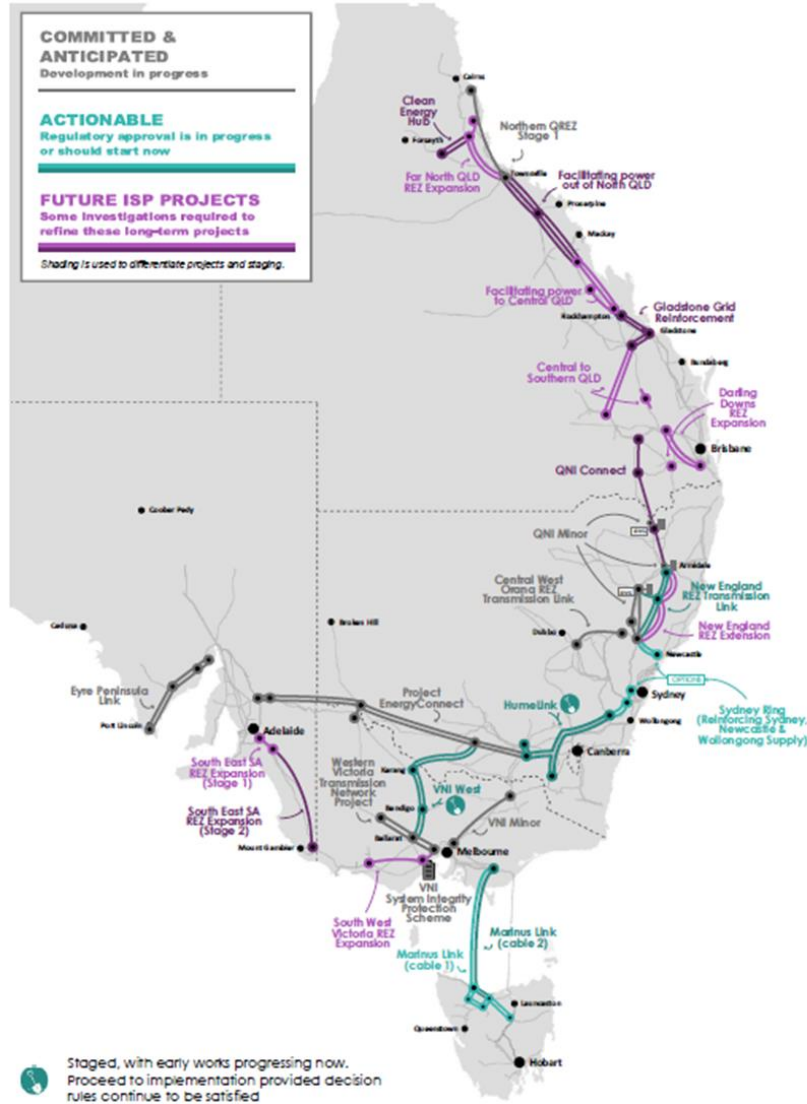 COMMITTED &
ANTICIPATED
Development in progress
ACTIONABLE
Regulatory approval is in progress
or should start now
FUTURE ISP PROJECTS
Some investigations required to
refine these long-term projects
Shading is used to differentiate projects and staging.
Cairns
Clean
Energy
Hub
Northern QREZ
Stage 1
Forsayth
Far North QLD
REZ Expansion
Townsville
Facilitating power
out of North QLD
Proserpine
Mackay
Facilitating power
to Central QLD
Rockhampton
Gladstone Grid
Reinforcement
Gladstone
Central to
Southern QLD
Bundaberg
Darling
Downs
REZ
Expansion
Brisbane
QNI Connect
Coober Pedy
QNI Minor
Armidale
Central West
Orana REZ
Transmission Link
New England
REZ Transmission
Link
New England
REZ Extension
Ceduna
Broken Hill
Dubbo
Newcastle
OPTIONS
Eyre Peninsula
Link
Project
EnergyConnect
HumeLink
Sydney
Sydney Ring
(Reinforcing Sydney,
Newcastle &
Wollongong Supply)
Port Lincoln
Adelaide
Wollongong
Canberra
South East SA
REZ Expansion
(Stage 1)
Western
Victoria
Transmission
Network
Project
Kerang
VNI West
South East SA
REZ Expansion
(Stage 2)
Bendigo
VNI Minor
Ballarat
Mount Gambier
Melbourne
VNI
System Integrity
Protection
Scheme
South West
Victoria REZ
Expansion
Marinus Link
(cable 2)
Marinus Link
(cable 1)
Launceston
Queenstown
Hobart
Staged, with early works progressing now.
Proceed to implementation provided decision
rules continue to be satisfied